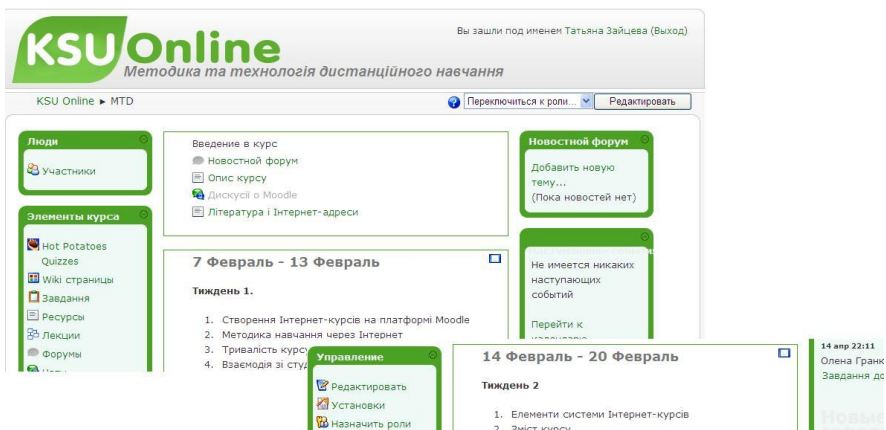 KSU Online
Вы зашли под именем Татьяна Зайцева (Выход)
Методика та технологія дистанційного навчання
KSU Online ► MTD
Переключиться к роли...
Редактировать
Люди
Участники
Элементы курса
Hot Potatoes
Quizzes
Wiki страницы
Завдання
Ресурсы
Лекции
Форумы
Введение в курс
Новостной форум
Опис курсу
Дискусії о Moodle
Література і Інтернет-адреси
7 Февраль - 13 Февраль
Тиждень 1.
1. Створення Інтернет-курсів на платформі Moodle
2. Методика навчання через Інтернет
3. Тривалість
4. Взаємодія зі
Новостной форум
Добавить новую
тему...
(Пока новостей нет)
Не имеется никаких
наступающих
событий
Перейти к
Управление
Редактировать
Установки
Назначить роли
14 Февраль - 20 Февраль
Тиждень 2
1. Елементи системи Інтернет-курсів
2. Зміст курсу
14 апр 22:11
Олена
Завдання